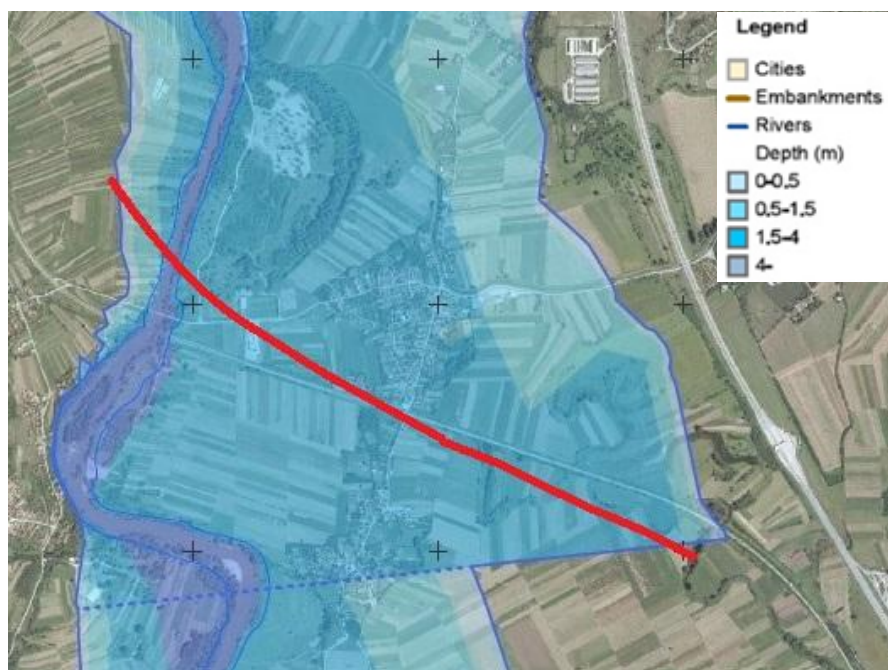 Legend
Cities
Embankments
Rivers
Depth (m)
0-0.5
0.5-1.5
1.5-4
4-